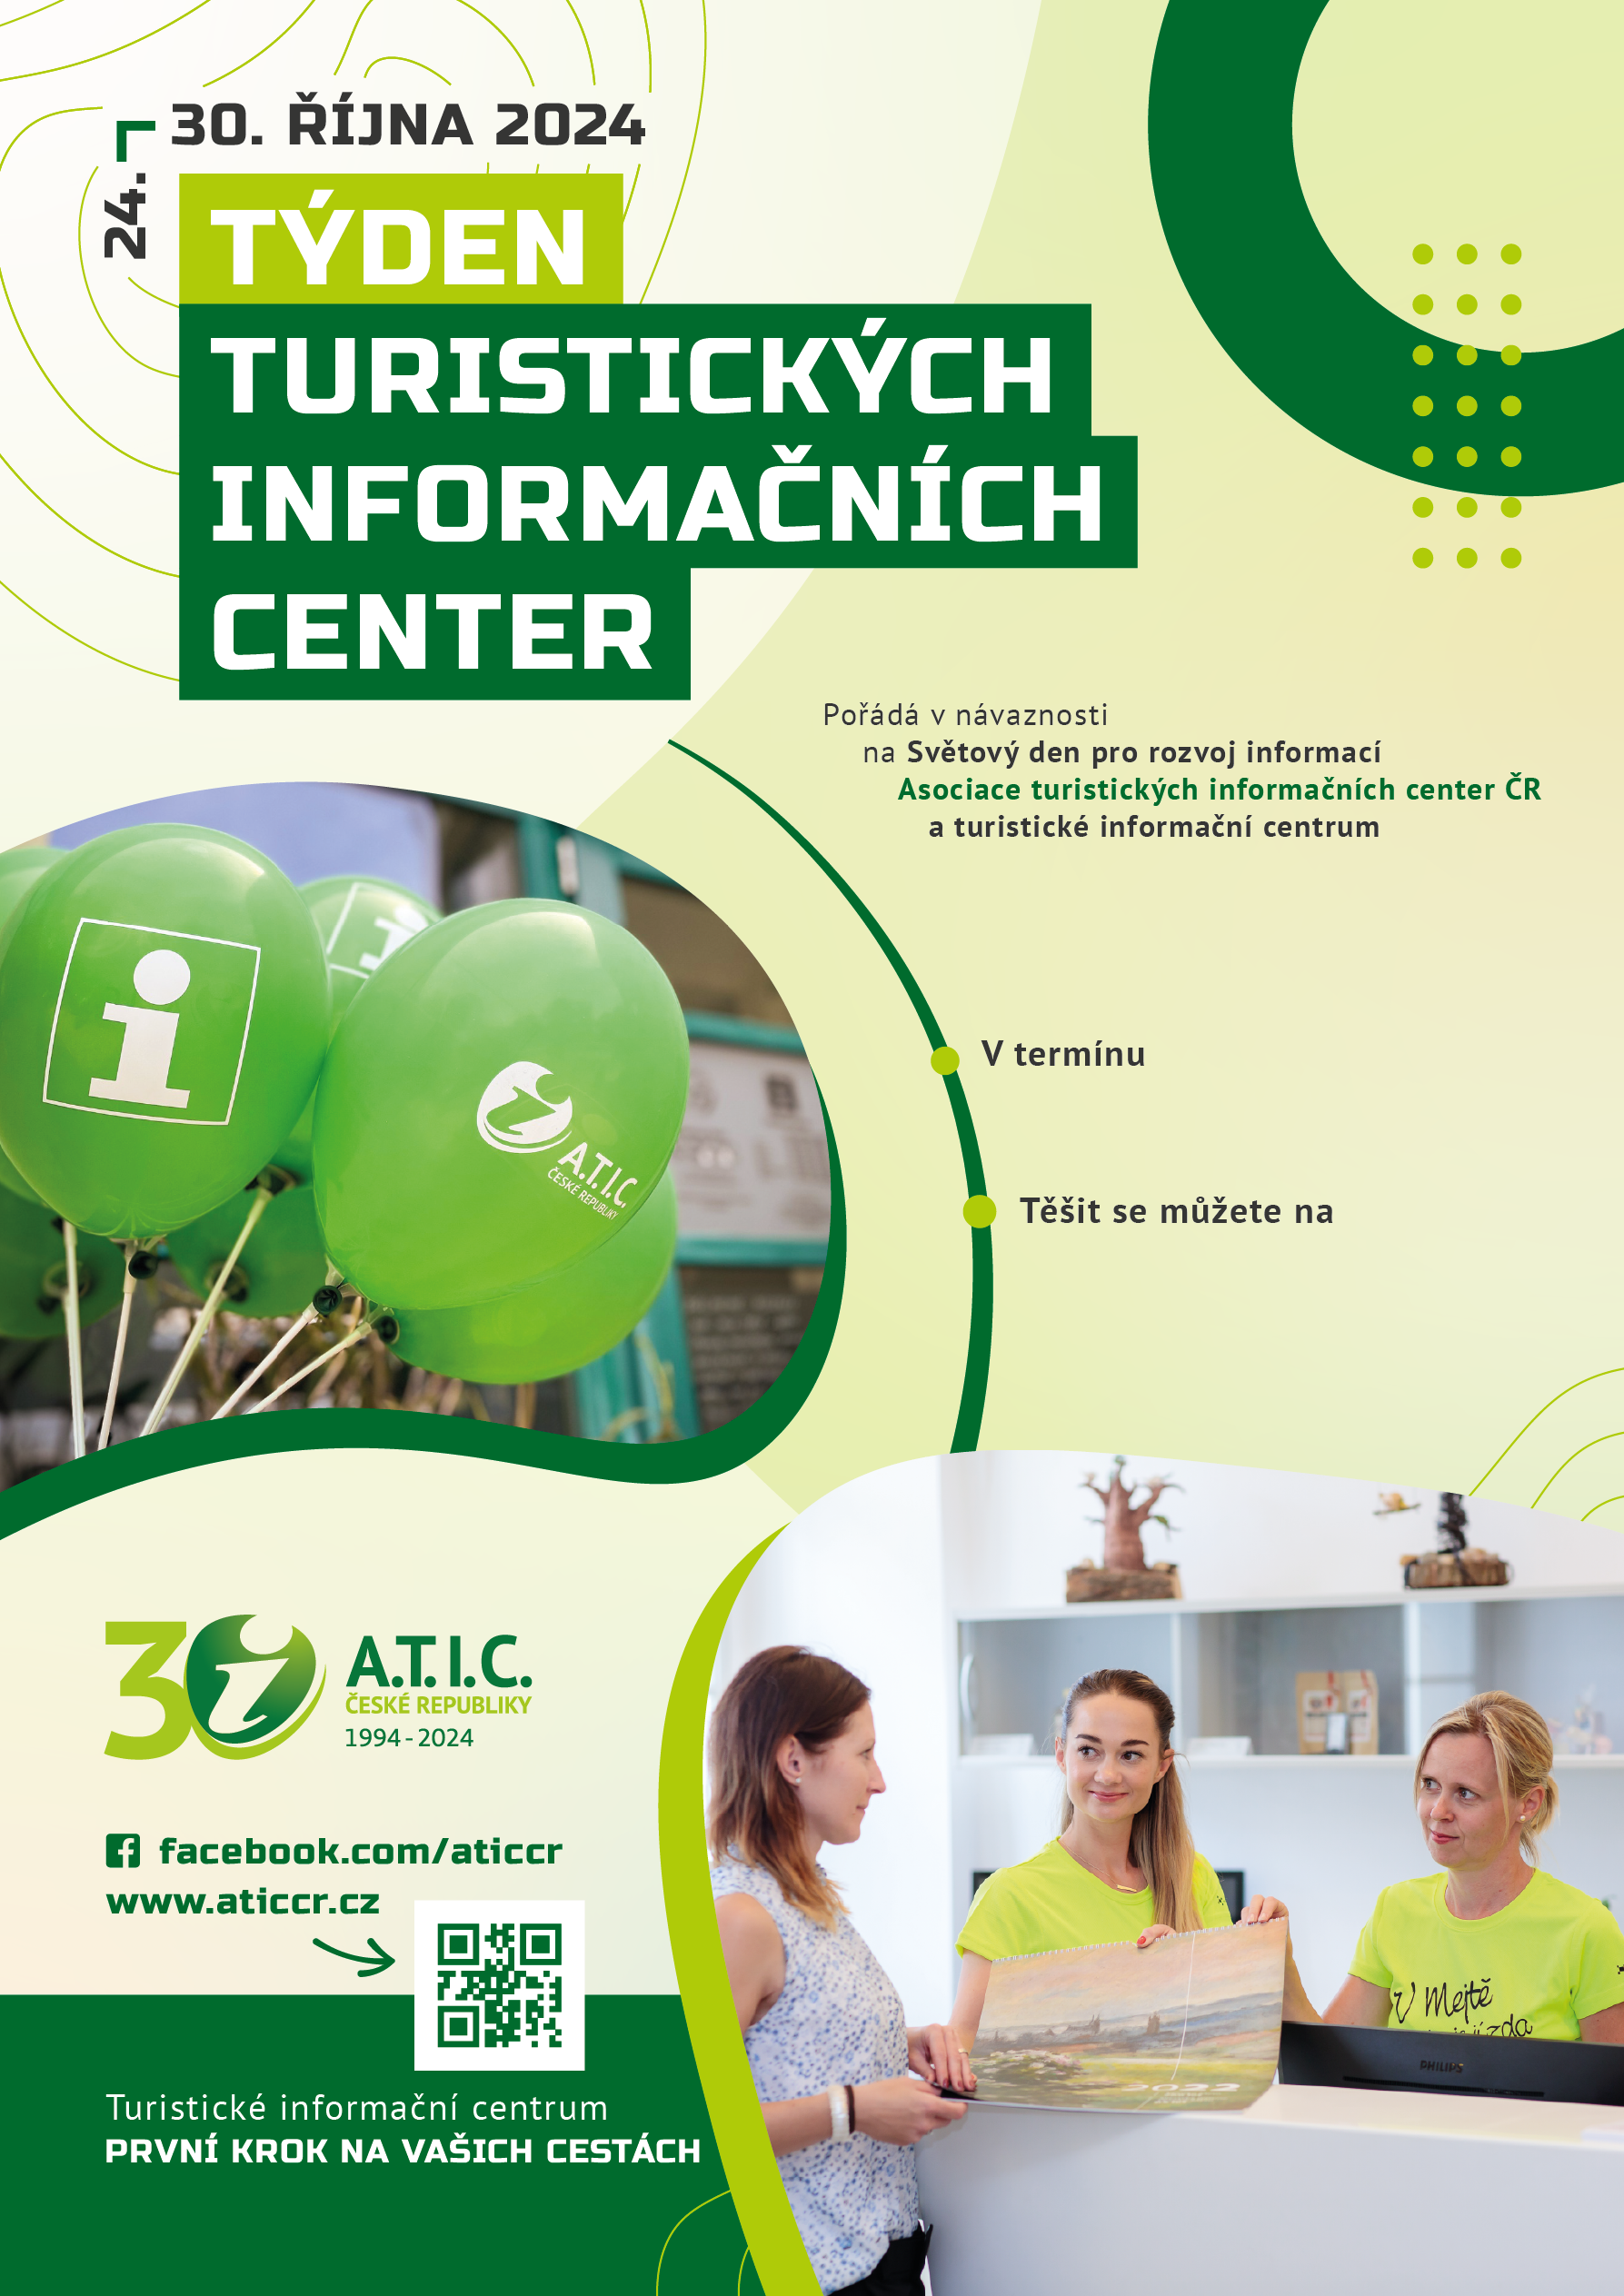 24. 30. ŘÍJNA 2024
TÝDEN
TURISTICKÝCH
INFORMAČNÍCH
CENTER
Pořádá v návaznosti
na Světový den pro rozvoj informací
Asociace turistických informačních center ČR
a turistické informační centrum
i
A.T.I.C.
ČESKÉ REPUBLIKY
V termínu
Těšit se můžete na
30
A.T.I.C.
ČESKÉ REPUBLIKY
1994-2024
facebook.com/aticcr
www.aticcr.cz
Turistické informační centrum
PRVNÍ KROK NA VAŠICH CESTÁCH
V Mejtě
PHILIPS
2022